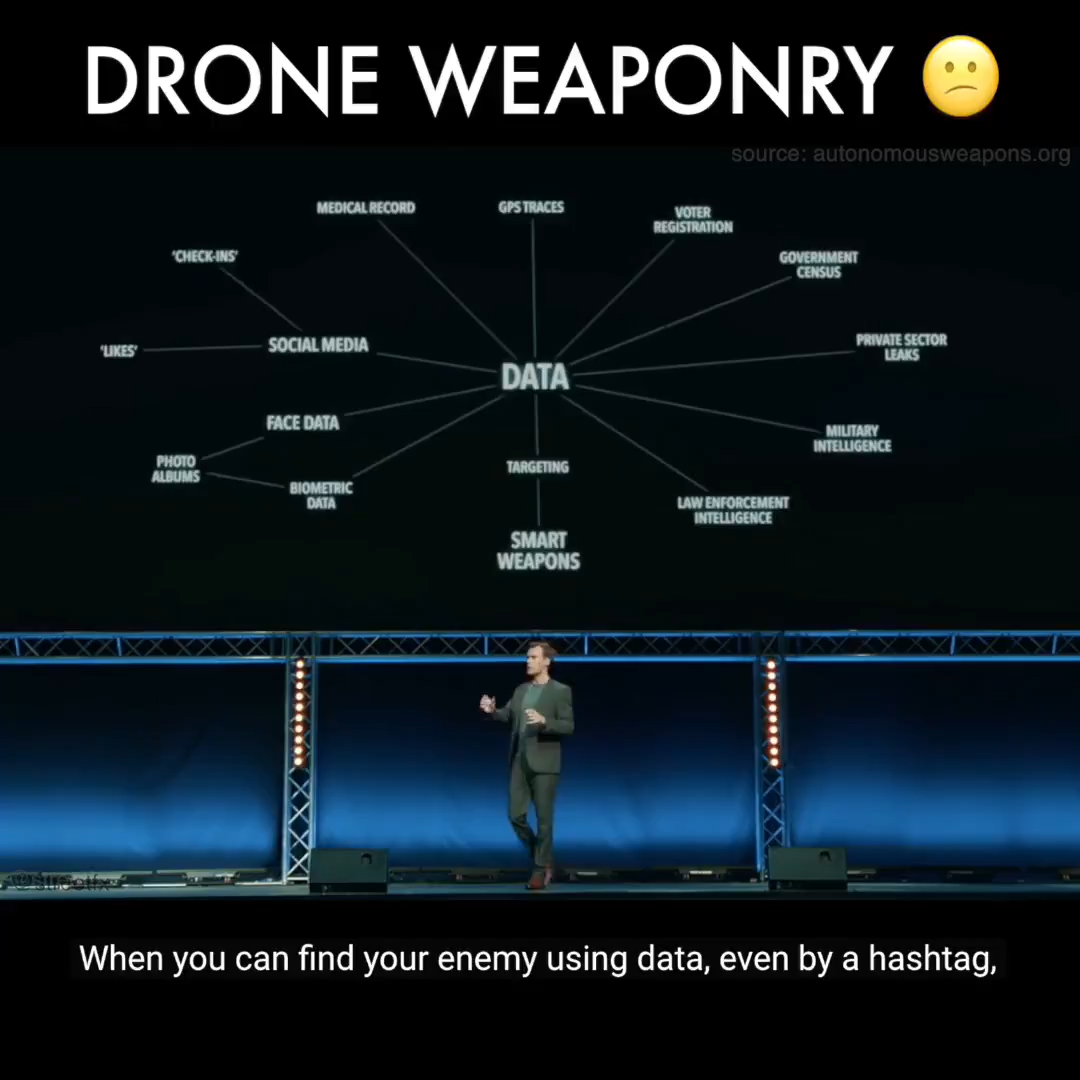 DRONE WEAPONRY 😕
source: autonomousweapons.org
MEDICAL RECORD
GPS TRACES
VOTER
REGISTRATION
'CHECK-INS'
GOVERNMENT
CENSUS
'LIKES'
SOCIAL MEDIA
PRIVATE SECTOR
LEAKS
DATA
FACE DATA
MILITARY
INTELLIGENCE
PHOTO
ALBUMS
BIOMETRIC
DATA
TARGETING
LAW ENFORCEMENT
INTELLIGENCE
SMART
WEAPONS
When you can find your enemy using data, even by a hashtag,